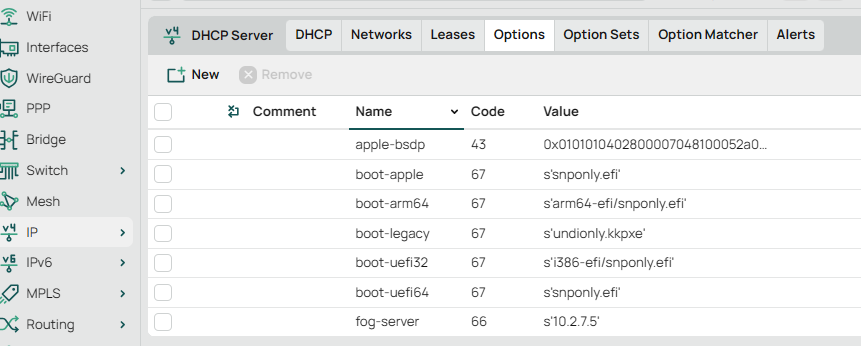 WiFi
Interfaces
WireGuard
PPP
Bridge
Switch
Mesh
v4 IP
v6 IPv6
MPLS
Routing
v4 DHCP Server DHCP Networks Leases Options Option Sets Option Matcher Alerts
New Remove
Comment Name Code Value
apple-bsdp 43 0x0101010402800007048100052a0...
boot-apple 67 s'snponly.efi'
boot-arm64 67 s'arm64-efi/snponly.efi'
boot-legacy 67 s'undionly.kkpxe'
boot-uefi32 67 s'i386-efi/snponly.efi'
boot-uefi64 67 s'snponly.efi'
fog-server 66 s'10.2.7.5'